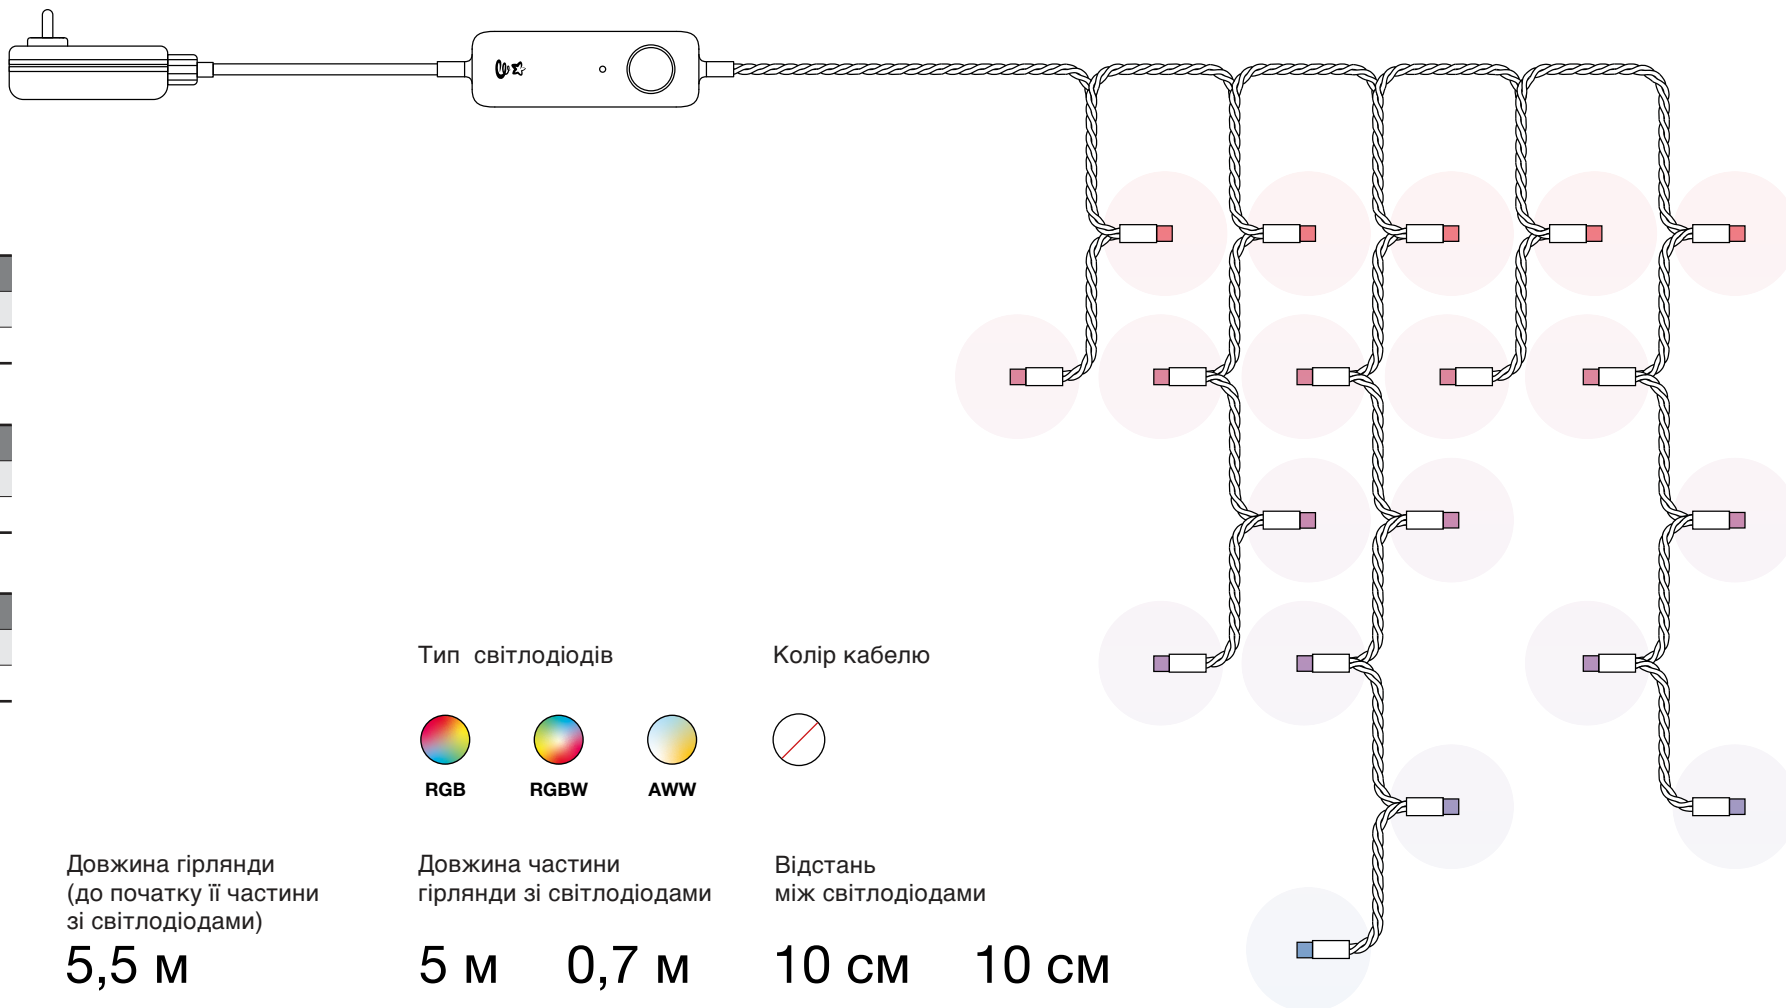 Тип світлодіодів
Колір кабелю
RGB
RGBW
AWW
Довжина гірлянди
(до початку її частини
зі світлодіодами)
5,5 м
Довжина частини
гірлянди зі світлодіодами
5 м 0,7 м
Відстань
між світлодіодами
10 см 10 см